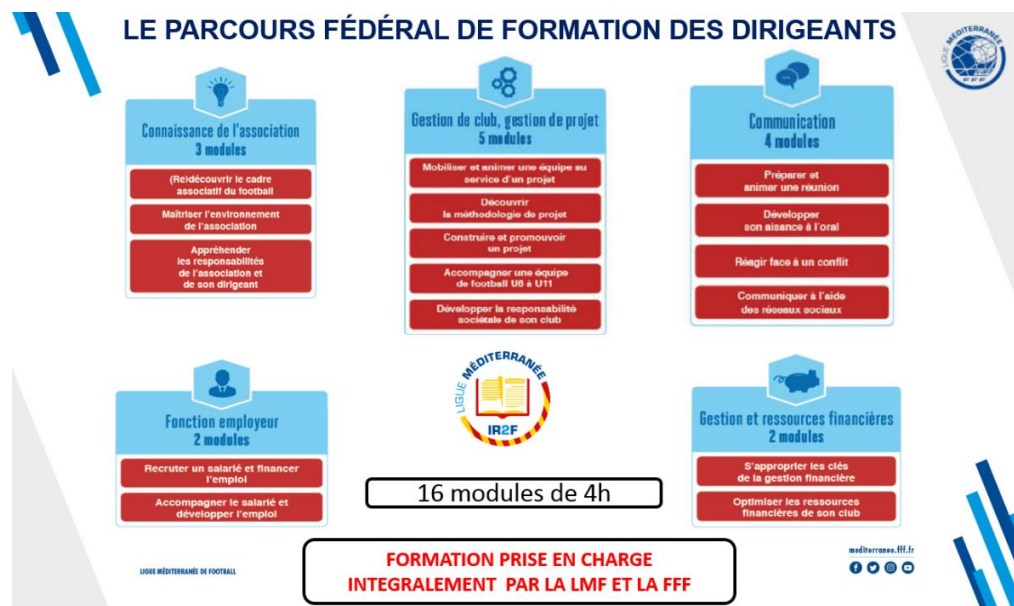 LE PARCOURS FÉDÉRAL DE FORMATION DES DIRIGEANTS
LIGUE MÉDITERRANÉE
Connaissance de l'association
3 modules
(Re)découvrir le cadre
associatif du football
Maîtriser l'environnement
de l'association
Appréhender
les responsabilités
de l'association et
de son dirigeant
Gestion de club, gestion de projet
5 modules
Mobiliser et animer une équipe au
service d'un projet
Découvrir
la méthodologie de projet
Construire et promouvoir
un projet
Accompagner une équipe
de football U6 à U11
Développer la responsabilité
sociétale de son club
Communication
4 modules
Préparer et
animer une réunion
Développer
son aisance à l'oral
Réagir face à un conflit
Communiquer à l'aide
des réseaux sociaux
Fonction employeur
2 modules
Recruter un salarié et financer
l'emploi
Accompagner le salarié et
développer l'emploi
LIGUE MÉDITERRANÉE
IR2F
Gestion et ressources financières
2 modules
S'approprier les clés
de la gestion financière
Optimiser les ressources
financières de son club
16 modules de 4h
FORMATION PRISE EN CHARGE
INTEGRALEMENT PAR LA LMF ET LA FFF
LIGUE MÉDITERRANÉE DE FOOTBALL
mediterranee.fff.fr